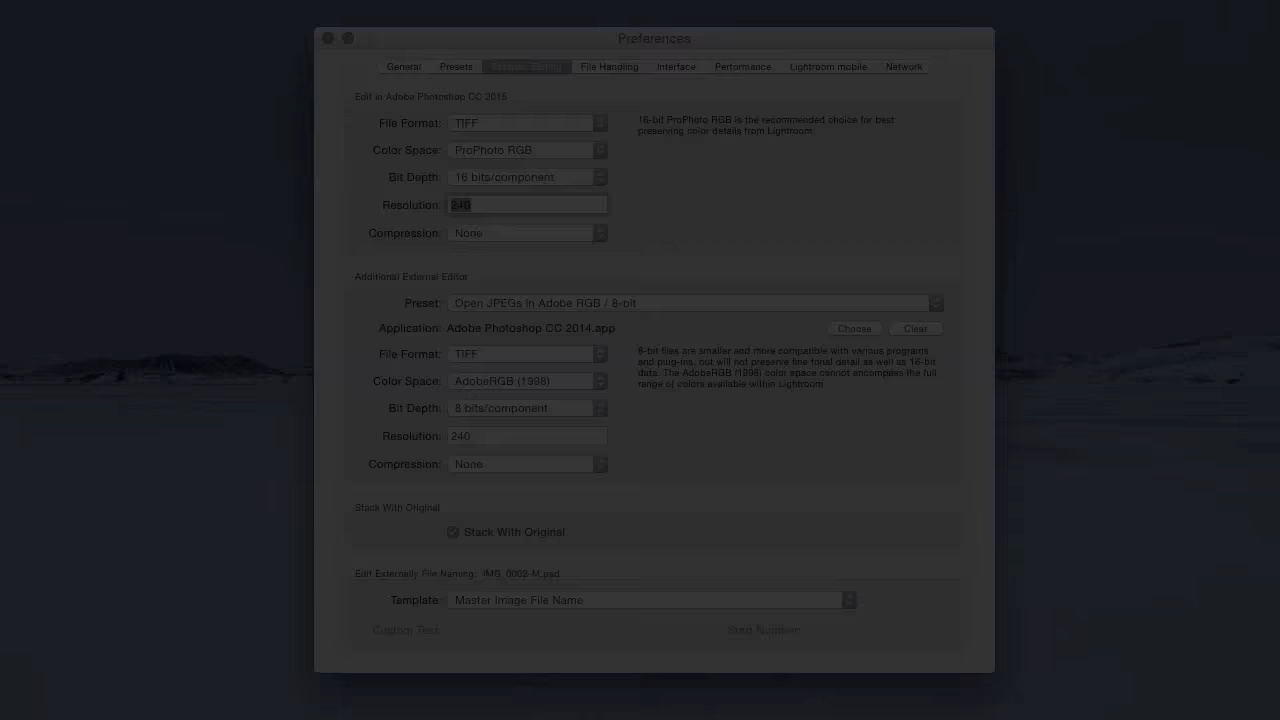 Preferences
General Presets External Editing File Handling Interface Performance Lightroom mobile Network
Edit in Adobe Photoshop CC 2015
File Format: TIFF
16-bit ProPhoto RGB is the recommended choice for best
preserving color details from Lightroom.
Color Space: ProPhoto RGB
Bit Depth: 16 bits/component
Resolution: 240
Compression: None
Additional External Editor
Preset: Open JPEGs in Adobe RGB / 8-bit
Application: Adobe Photoshop CC 2014.app Choose Clear
File Format: TIFF
8-bit files are smaller and more compatible with various programs
and plug-ins, but will not preserve fine tonal detail as well as 16-bit
data. The AdobeRGB (1998) color space cannot encompass the full
range of colors available within Lightroom.
Color Space: AdobeRGB (1998)
Bit Depth: 8 bits/component
Resolution: 240
Compression: None
Stack With Original
Stack With Original
Edit Externally File Naming: IMG_0002-M.psd
Template: Master Image File Name
Custom Text: Start Number: